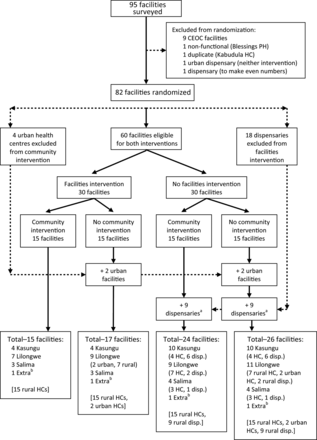 95 facilities
surveyed
Excluded from randomization:
9 CEOC facilities
1 non-functional (Blessings PH)
1 duplicate (Kabudula HC)
1 urban dispensary (neither intervention)
1 dispensary (to make even numbers)
82 facilities randomized
4 urban health
centres excluded
from community
intervention
60 facilities eligible
for both interventions
18 dispensaries
excluded from
facilities
intervention
Facilities intervention
30 facilities
No facilities intervention
30 facilities
Community
intervention
15 facilities
No community
intervention
15 facilities
Community
intervention
15 facilities
No community
intervention
15 facilities
+ 2 urban
facilities
+ 2 urban
facilities
+ 9
dispensariesᵃ
+ 9
dispensariesᵃ
Total–15 facilities:
4 Kasungu
7 Lilongwe
3 Salima
1 Extraᵇ
[15 rural HCs]
Total–17 facilities:
4 Kasungu
9 Lilongwe
(2 urban, 7 rural)
3 Salima
1 Extraᵇ
[15 rural HCs,
2 urban HCs]
Total–24 facilities:
10 Kasungu
(4 HC, 6 disp.)
9 Lilongwe
(7 HC, 2 disp.)
4 Salima
(3 HC, 1 disp.)
1 Extraᵇ
[15 rural HCs,
9 rural disp.]
Total–26 facilities:
10 Kasungu
(4 HC, 6 disp.)
11 Lilongwe
(7 rural HC, 2 urban
HC, 2 rural disp.)
4 Salima
(3 HC, 1 disp.)
1 Extraᵇ
[15 rural HCs, 2 urban
HCs, 9 rural disp.]